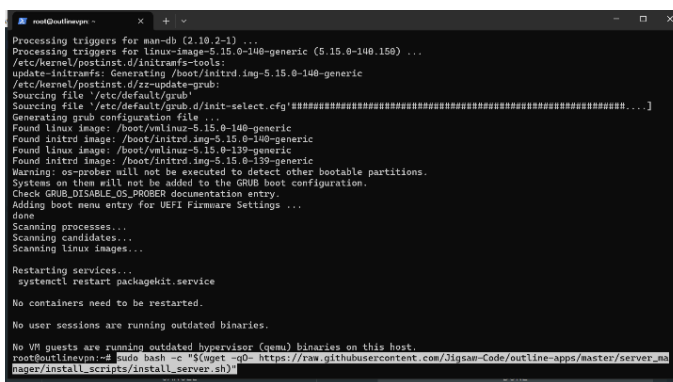 root@outlinevpn: ~
Processing triggers for man-db (2.10.2-1) ...
Processing triggers for linux-image-5.15.0-140-generic (5.15.0-140.150) ...
/etc/kernel/postinst.d/initramfs-tools:
update-initramfs: Generating /boot/initrd.img-5.15.0-140-generic
/etc/kernel/postinst.d/zz-update-grub:
Sourcing file `/etc/default/grub'
Sourcing file `/etc/default/grub.d/init-select.cfg'###############################################################....]
Generating grub configuration file ...
Found linux image: /boot/vmlinuz-5.15.0-140-generic
Found initrd image: /boot/initrd.img-5.15.0-140-generic
Found linux image: /boot/vmlinuz-5.15.0-139-generic
Found initrd image: /boot/initrd.img-5.15.0-139-generic
Warning: os-prober will not be executed to detect other bootable partitions.
Systems on them will not be added to the GRUB boot configuration.
Check GRUB_DISABLE_OS_PROBER documentation entry.
Adding boot menu entry for UEFI Firmware Settings ...
done
Scanning processes...
Scanning candidates...
Scanning linux images...
Restarting services...
systemctl restart packagekit.service
No containers need to be restarted.
No user sessions are running outdated binaries.
No VM guests are running outdated hypervisor (qemu) binaries on this host.
root@outlinevpn:~# sudo bash -c "$(wget -qO- https://raw.githubusercontent.com/Jigsaw-Code/outline-apps/master/server_ma
nager/install_scripts/install_server.sh)"